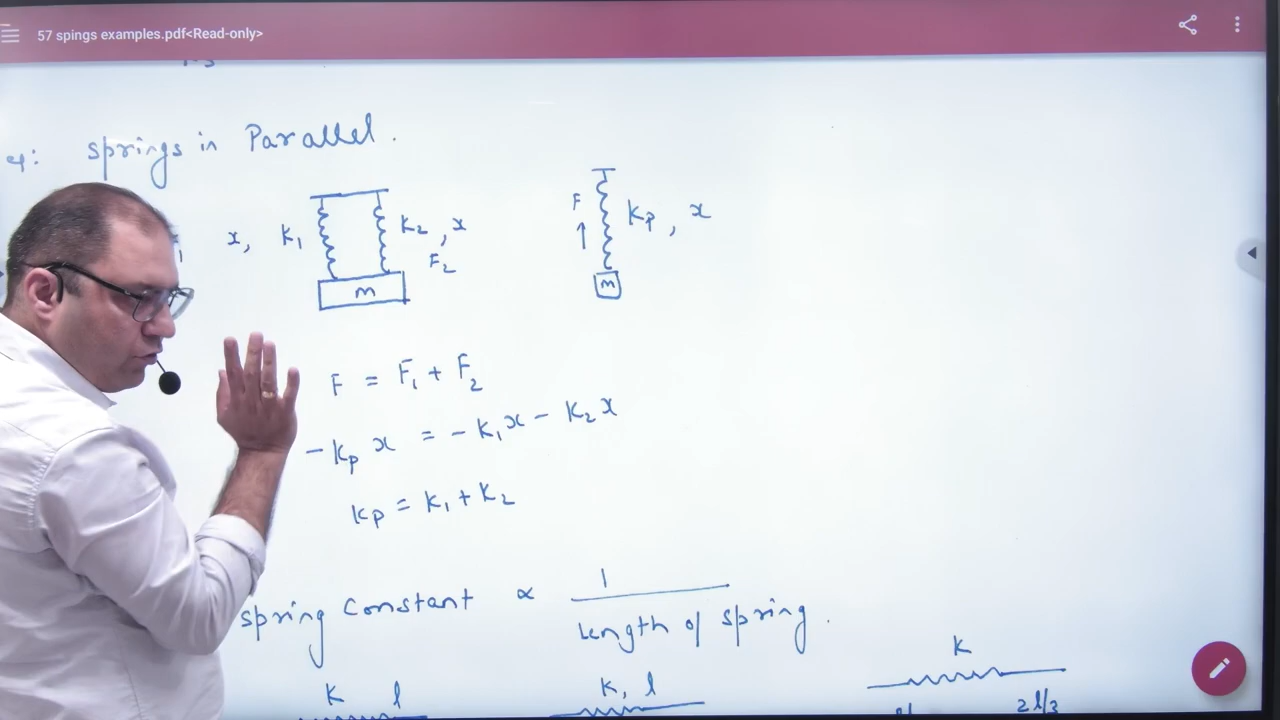 57 spings examples.pdf<Read-only>
springs in Parallel.
x, K₁
K₂, x
F₂
m
F
Kp, x
m
F = F₁ + F₂
-Kp x = -K₁x - K₂x
Kp = K₁ + K₂
spring Constant ∝ 1 / Length of spring.
K l
K, l
K
2l/3